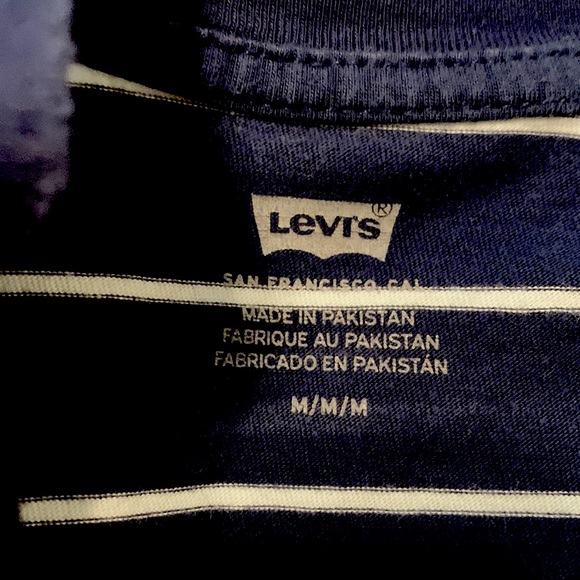 Levi's®
SAN FRANCISCO, CAL.
MADE IN PAKISTAN
FABRIQUE AU PAKISTAN
FABRICADO EN PAKISTÁN
M/M/M